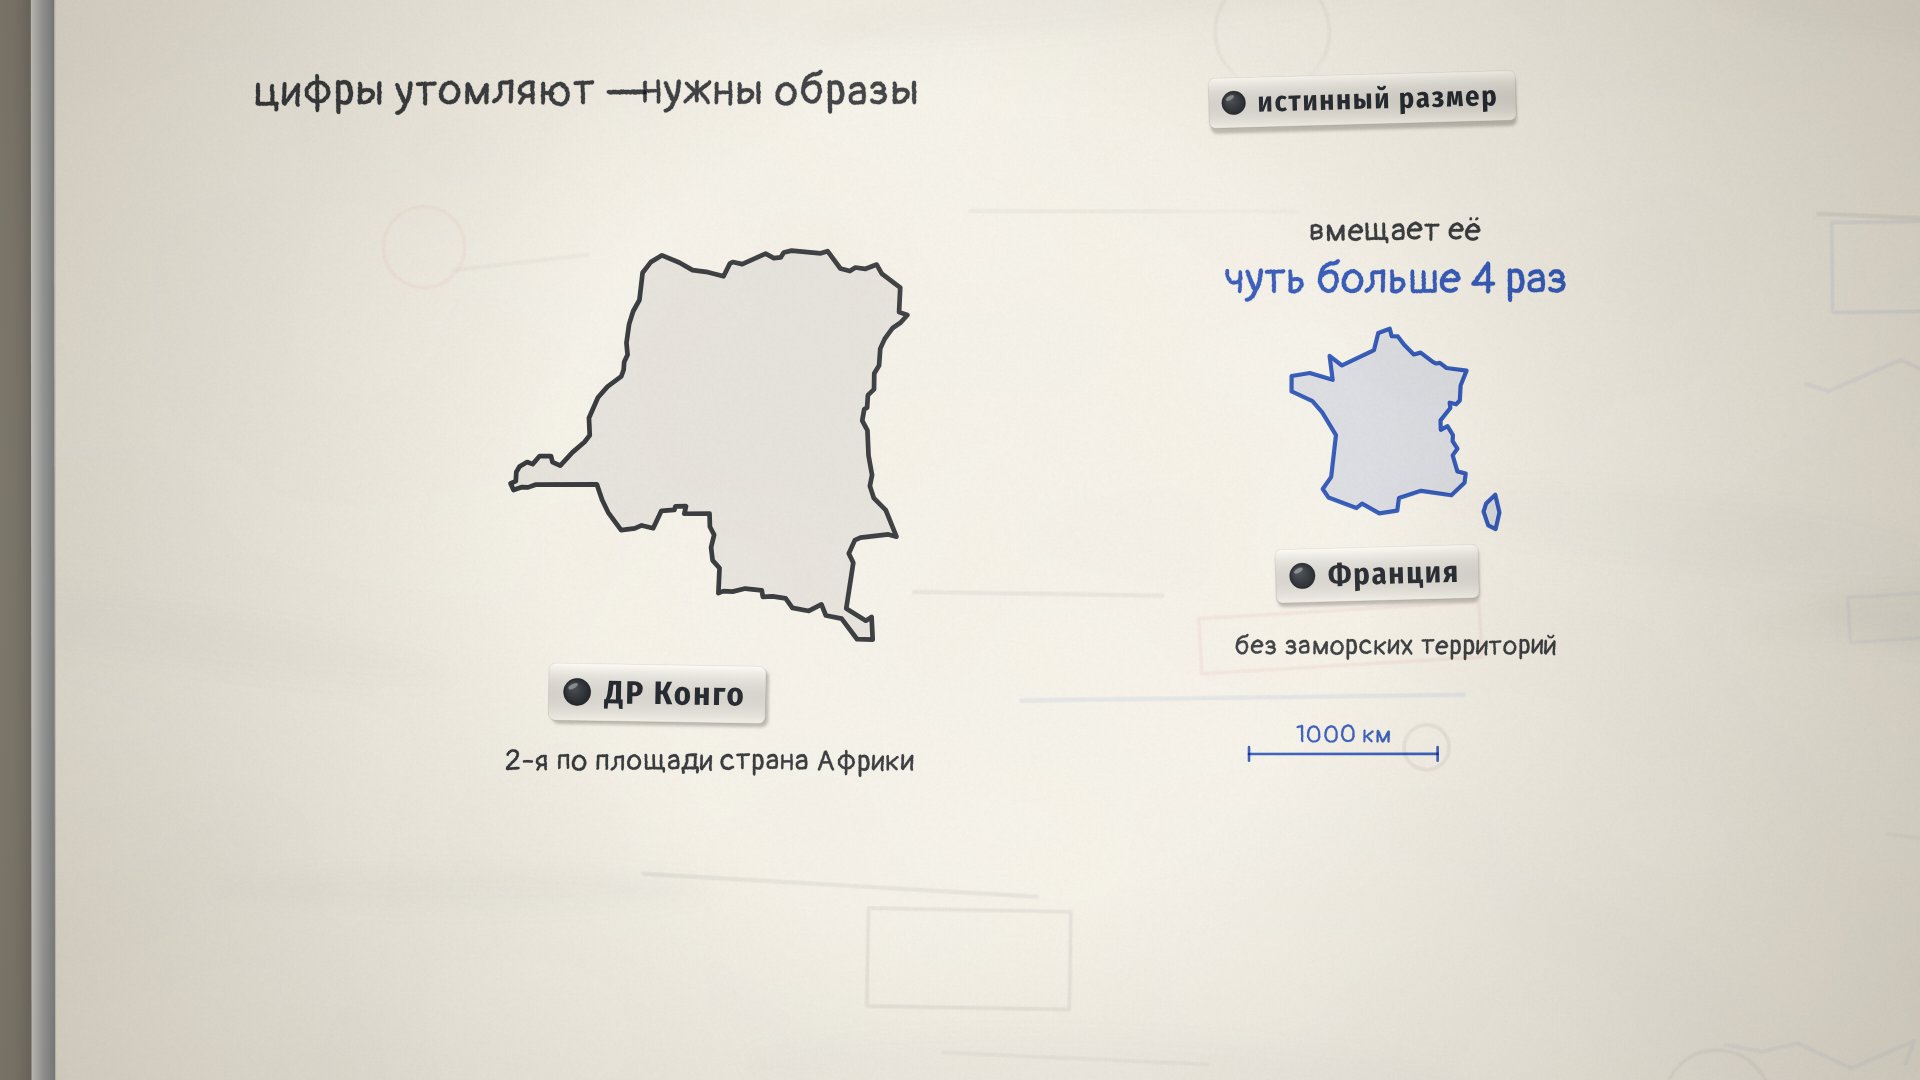 цифры утомляют — нужны образы
истинный размер
вмещает её
чуть больше 4 раз
Франция
без заморских территорий
1000 км
ДР Конго
2-я по площади страна Африки